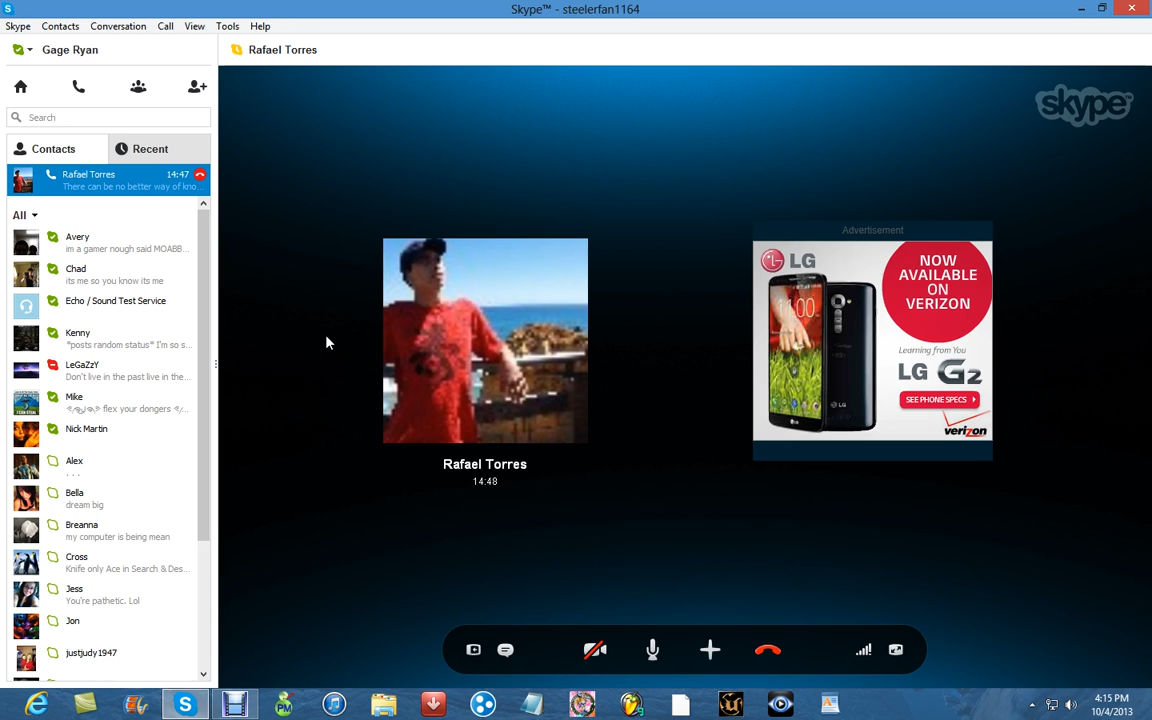 Skype™ - steelerfan1164
Skype Contacts Conversation Call View Tools Help
Gage Ryan
Rafael Torres
skype™
Search
Contacts
Recent
Rafael Torres 14:47
There can be no better way of kno...
All
Avery
im a gamer nough said MOABB...
Chad
its me so you know its me
Echo / Sound Test Service
Kenny
*posts random status* I'm so s...
LeGaZzY
Don't live in the past live in the...
Mike
flex your dongers
Nick Martin
Alex
. . .
Bella
dream big
Breanna
my computer is being mean
Cross
Knife only Ace in Search & Des...
Jess
You're pathetic. Lol
Jon
justjudy1947
Rafael Torres
14:48
Advertisement
LG
NOW
AVAILABLE
ON
VERIZON
11:00
Learning from You
LG G2
SEE PHONE SPECS
verizon
LG
PM
4:15 PM
10/4/2013